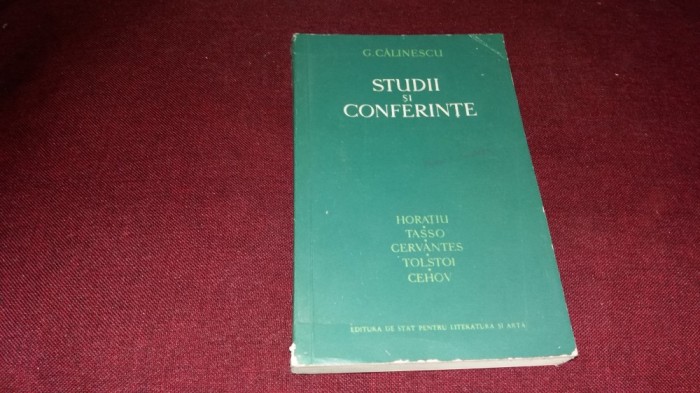 G. CĂLINESCU
STUDII
ȘI
CONFERINȚE
HORAȚIU
TASSO
CERVANTES
TOLSTOI
CEHOV
EDITURA DE STAT PENTRU LITERATURĂ ȘI ARTĂ